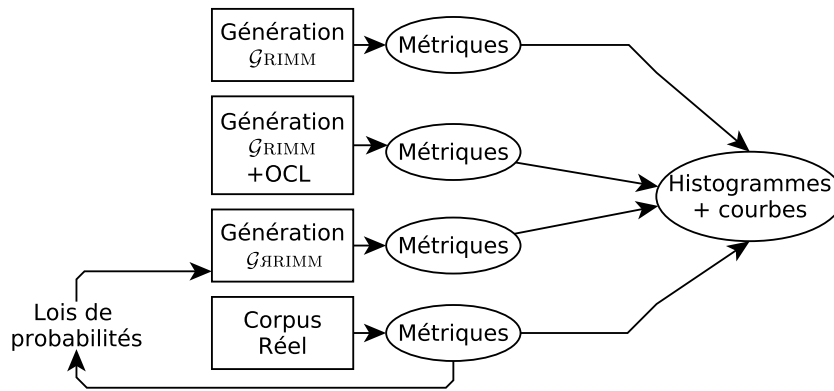 Génération
GRIMM
Métriques
Génération
GRIMM
+OCL
Métriques
Histogrammes
+ courbes
Génération
GЯRIMM
Métriques
Lois de
probabilités
Corpus
Réel
Métriques